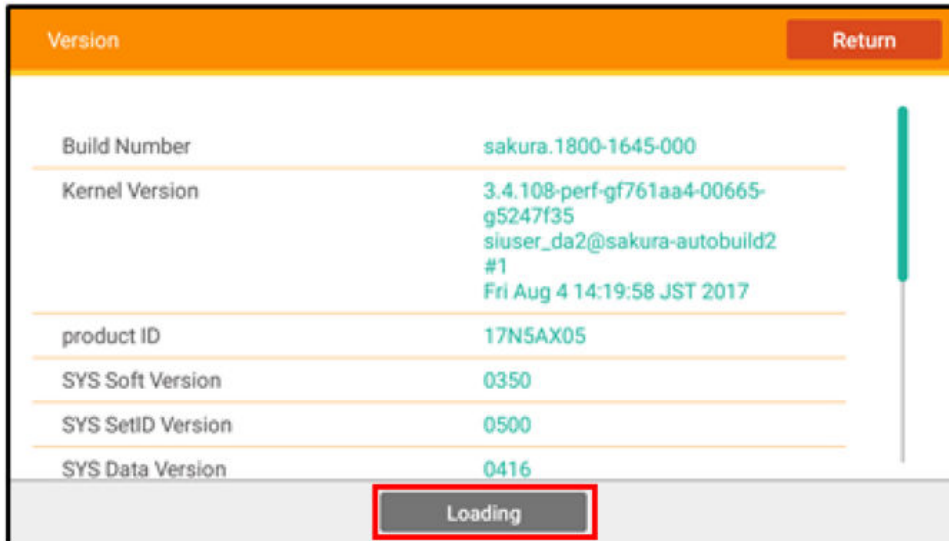 Version
Return
Build Number
sakura.1800-1645-000
Kernel Version
3.4.108-perf-gf761aa4-00665-
g5247f35
siuser_da2@sakura-autobuild2
#1
Fri Aug 4 14:19:58 JST 2017
product ID
17N5AX05
SYS Soft Version
0350
SYS SetID Version
0500
SYS Data Version
0416
Loading